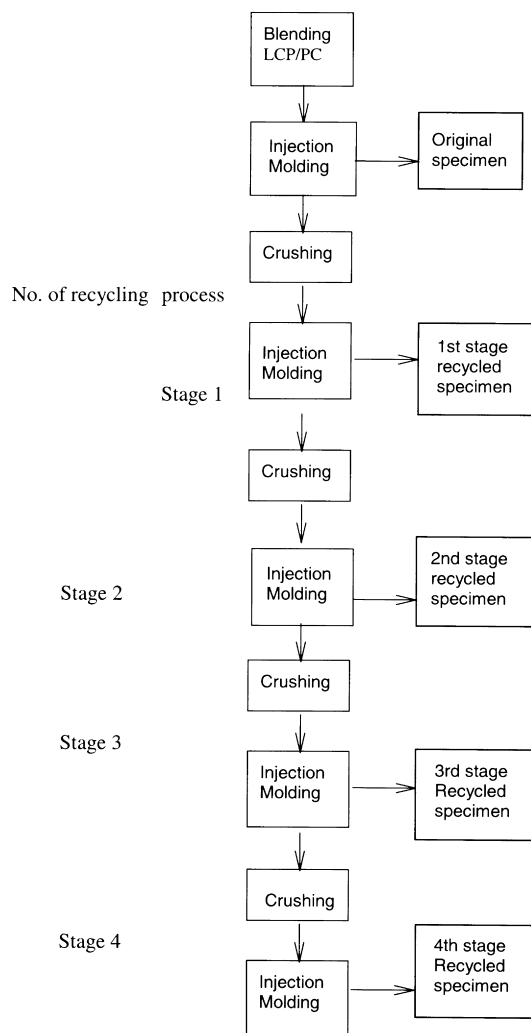 Blending
LCP/PC
Injection
Molding
Original
specimen
Crushing
No. of recycling process
Injection
Molding
1st stage
recycled
specimen
Stage 1
Crushing
Injection
Molding
2nd stage
recycled
specimen
Stage 2
Crushing
Stage 3
Injection
Molding
3rd stage
Recycled
specimen
Crushing
Stage 4
Injection
Molding
4th stage
Recycled
specimen